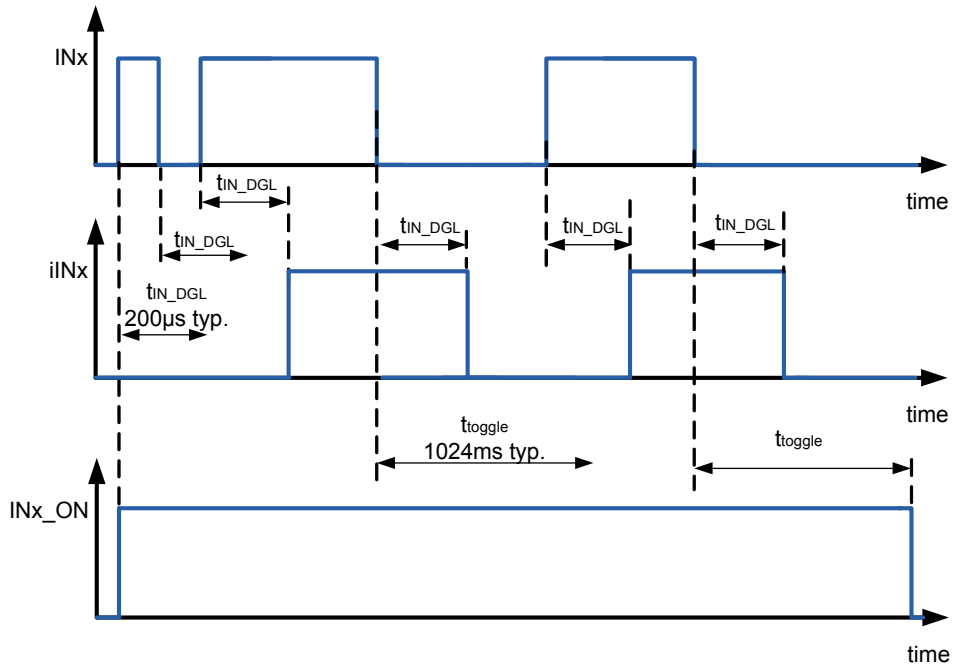 INx
time
tIN_DGL
tIN_DGL
tIN_DGL
tIN_DGL
tIN_DGL
iINx
tIN_DGL
200µs typ.
time
ttoggle
1024ms typ.
ttoggle
INx_ON
time